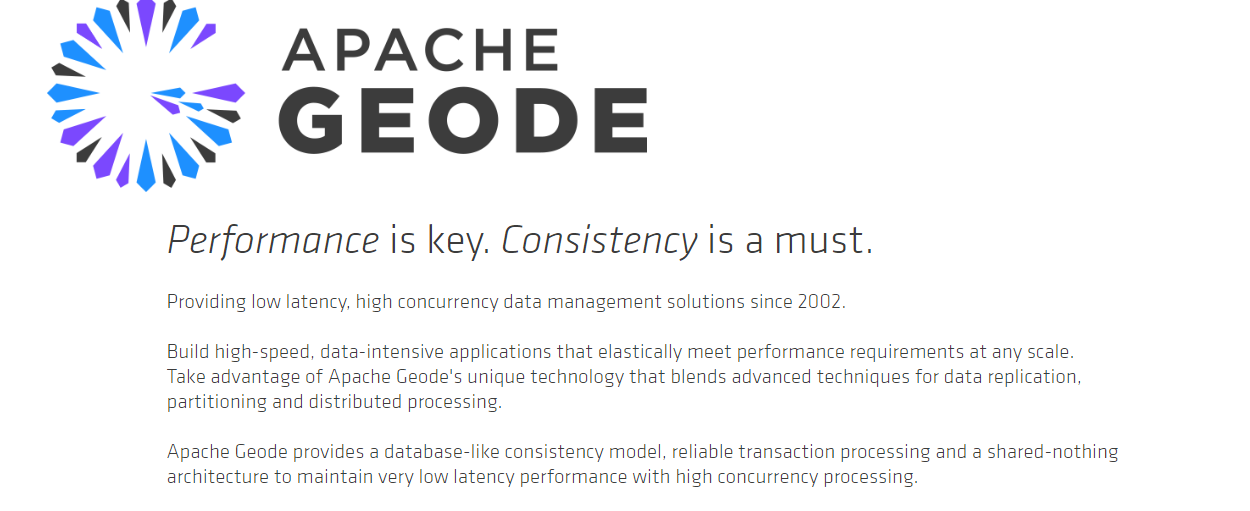 APACHE
GEODE
Performance is key. Consistency is a must.
Providing low latency, high concurrency data management solutions since 2002.
Build high-speed, data-intensive applications that elastically meet performance requirements at any scale.
Take advantage of Apache Geode's unique technology that blends advanced techniques for data replication,
partitioning and distributed processing.
Apache Geode provides a database-like consistency model, reliable transaction processing and a shared-nothing
architecture to maintain very low latency performance with high concurrency processing.